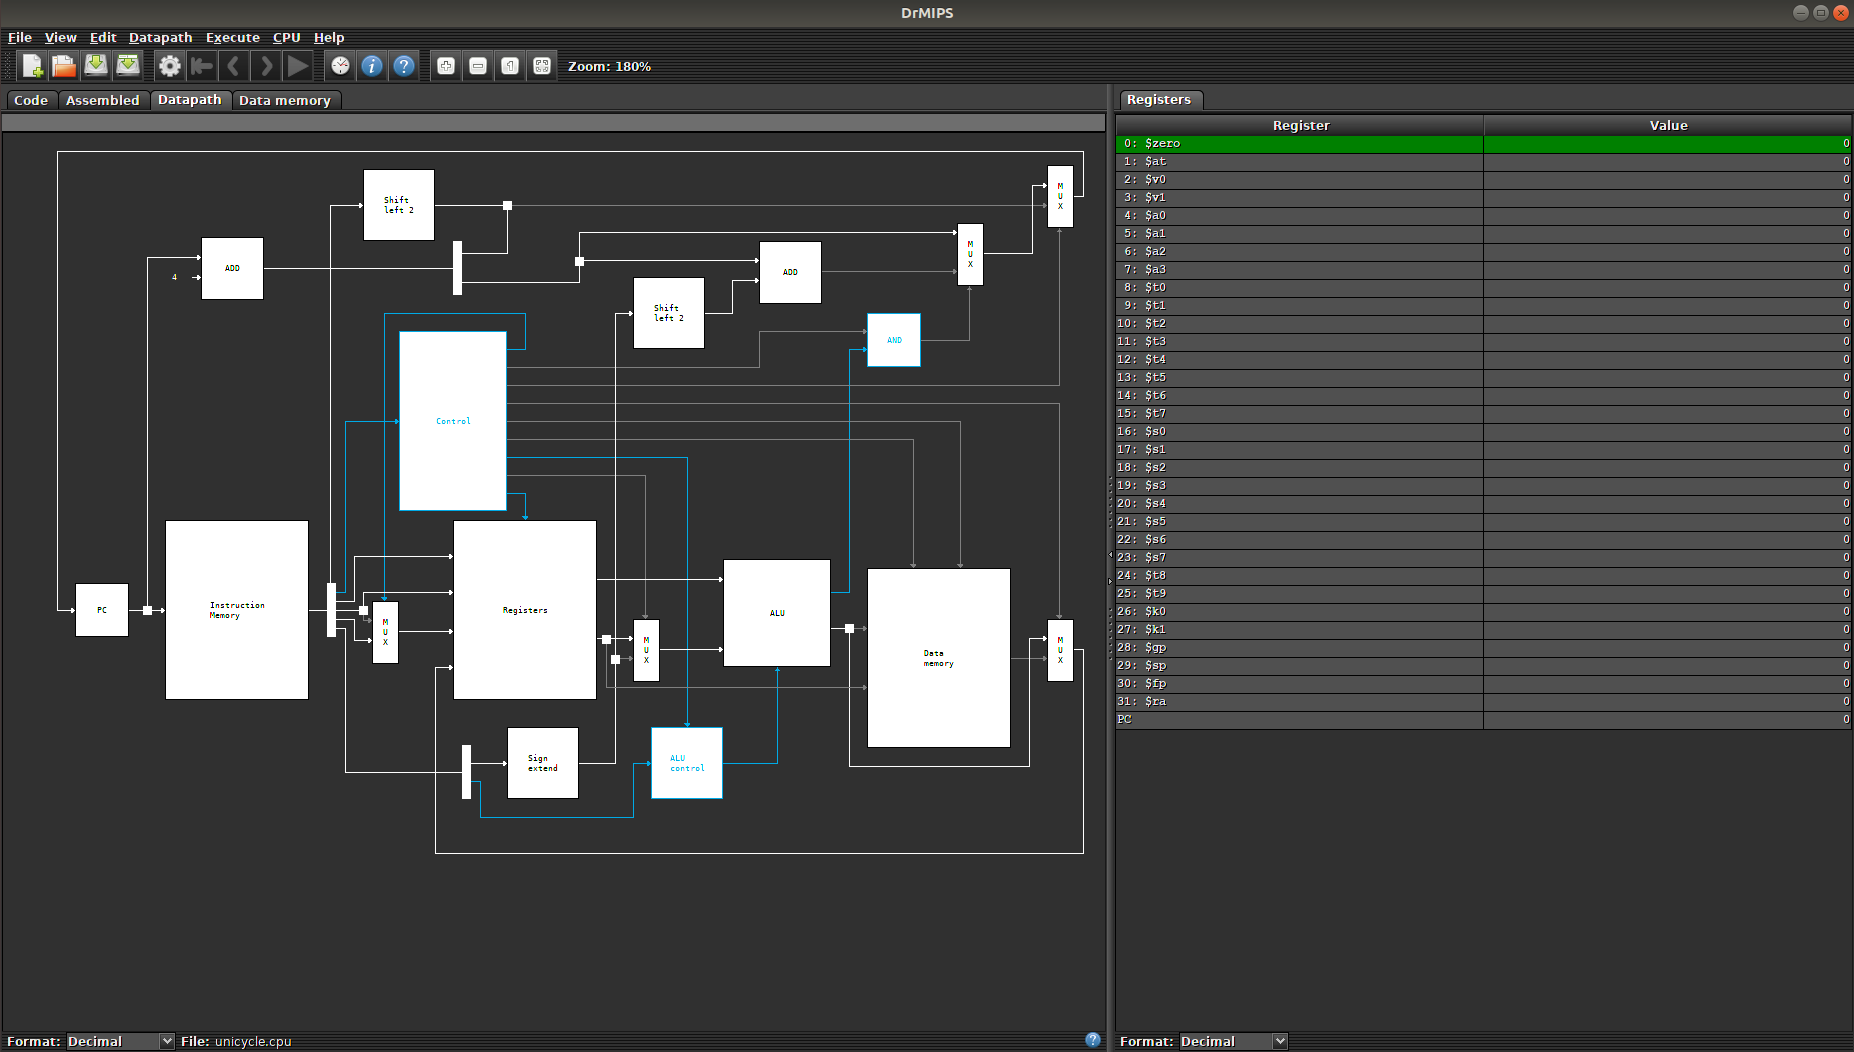 DrMIPS
File View Edit Datapath Execute CPU Help
Zoom: 180%
Code Assembled Datapath Data memory
Shift
left 2
M
U
X
ADD
4
M
U
X
ADD
Shift
left 2
AND
Control
PC
Instruction
Memory
M
U
X
Registers
M
U
X
ALU
Data
memory
M
U
X
Sign
extend
ALU
control
Format: Decimal File: unicycle.cpu
Registers
Register Value
0: $zero 0
1: $at 0
2: $v0 0
3: $v1 0
4: $a0 0
5: $a1 0
6: $a2 0
7: $a3 0
8: $t0 0
9: $t1 0
10: $t2 0
11: $t3 0
12: $t4 0
13: $t5 0
14: $t6 0
15: $t7 0
16: $s0 0
17: $s1 0
18: $s2 0
19: $s3 0
20: $s4 0
21: $s5 0
22: $s6 0
23: $s7 0
24: $t8 0
25: $t9 0
26: $k0 0
27: $k1 0
28: $gp 0
29: $sp 0
30: $fp 0
31: $ra 0
PC 0
Format: Decimal